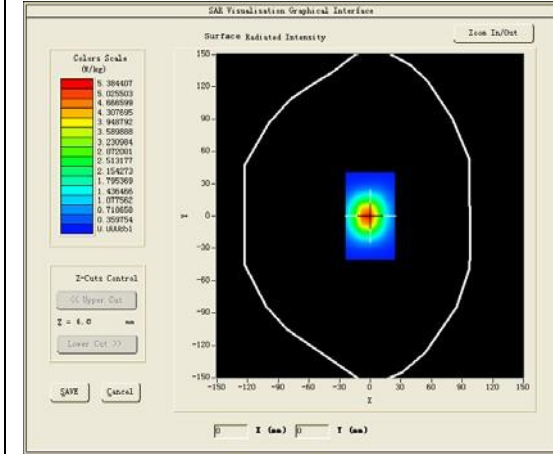 SAR Visualisation Graphical Interface
Surface Radiated Intensity
Zoom In/Out
Colors Scale
(W/kg)
5.384407
5.025503
4.666599
4.307695
3.948792
3.589888
3.230984
2.872081
2.513177
2.154273
1.795369
1.436466
1.077562
0.718658
0.359754
0.000851
Z-Cuts Control
<< Upper Cut
Z = 4.0 mm
Lower Cut >>
SAVE
Cancel
150
120
90
60
30
0
-30
-60
-90
-120
-150
Y
-150 -120 -90 -60 -30 0 30 60 90 120 150
X
0 X (mm) 0 Y (mm)